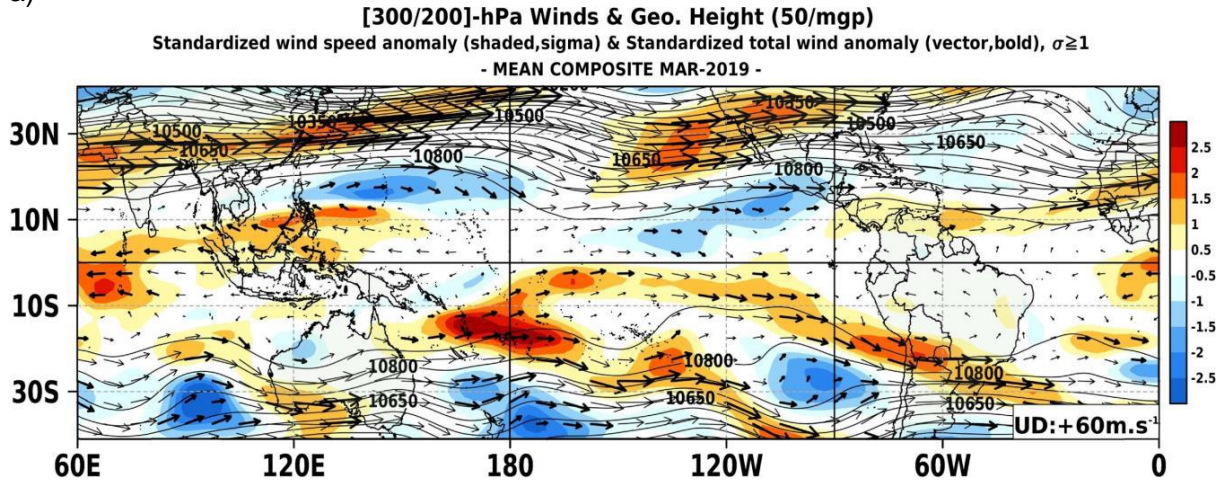 a)
[300/200]-hPa Winds & Geo. Height (50/mgp)
Standardized wind speed anomaly (shaded,sigma) & Standardized total wind anomaly (vector,bold), σ≧1
- MEAN COMPOSITE MAR-2019 -
10350
10350
10500
10500
10500
10650
10650
10650
10800
10800
30N
10N
10S
30S
10800
10800
10800
10650
10650
10650
UD:+60m.s⁻¹
60E
120E
180
120W
60W
0
2.5
2
1.5
1
0.5
-0.5
-1
-1.5
-2
-2.5